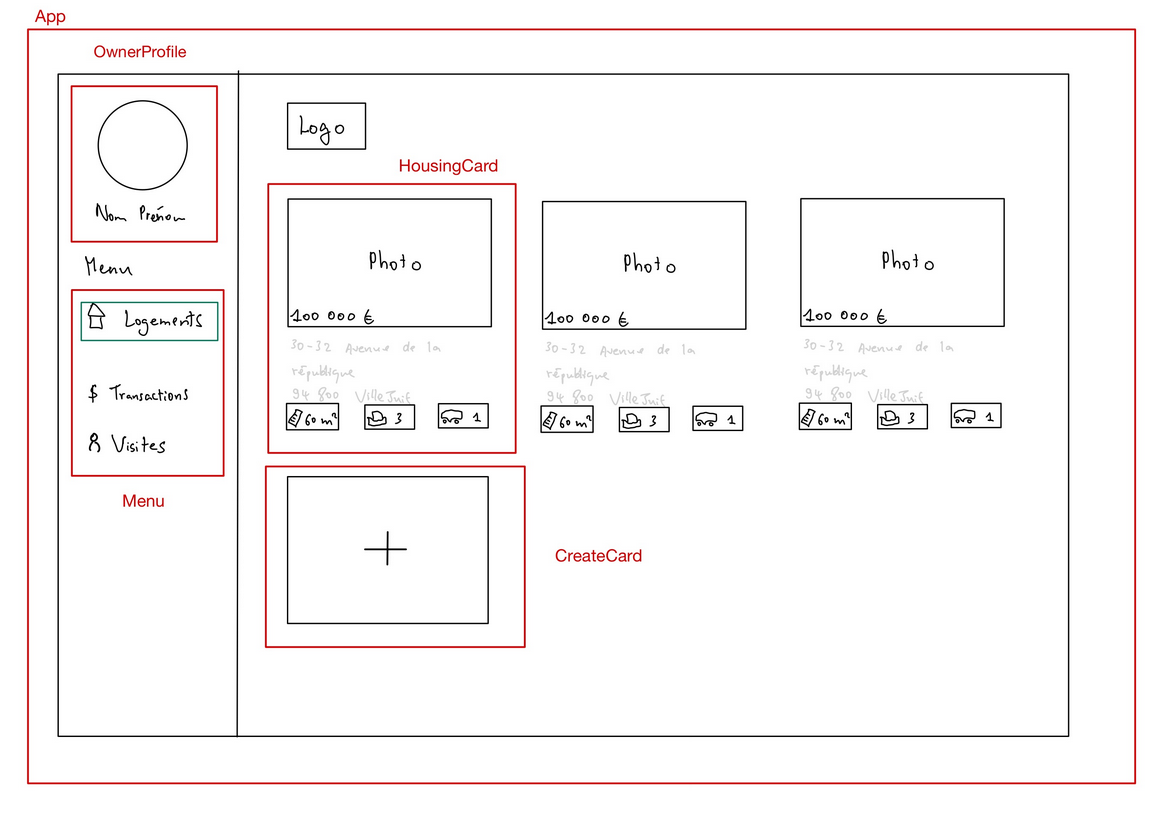 App
OwnerProfile
Nom Prénom
Menu
Logements
$ Transactions
Visites
Menu
Logo
HousingCard
Photo
100 000 €
30-32 Avenue de la
république
94 800 VilleJuif
60 m²
3
1
Photo
100 000 €
30-32 Avenue de la
république
94 800 VilleJuif
60 m²
3
1
Photo
100 000 €
30-32 Avenue de la
république
94 800 VilleJuif
60 m²
3
1
+
CreateCard